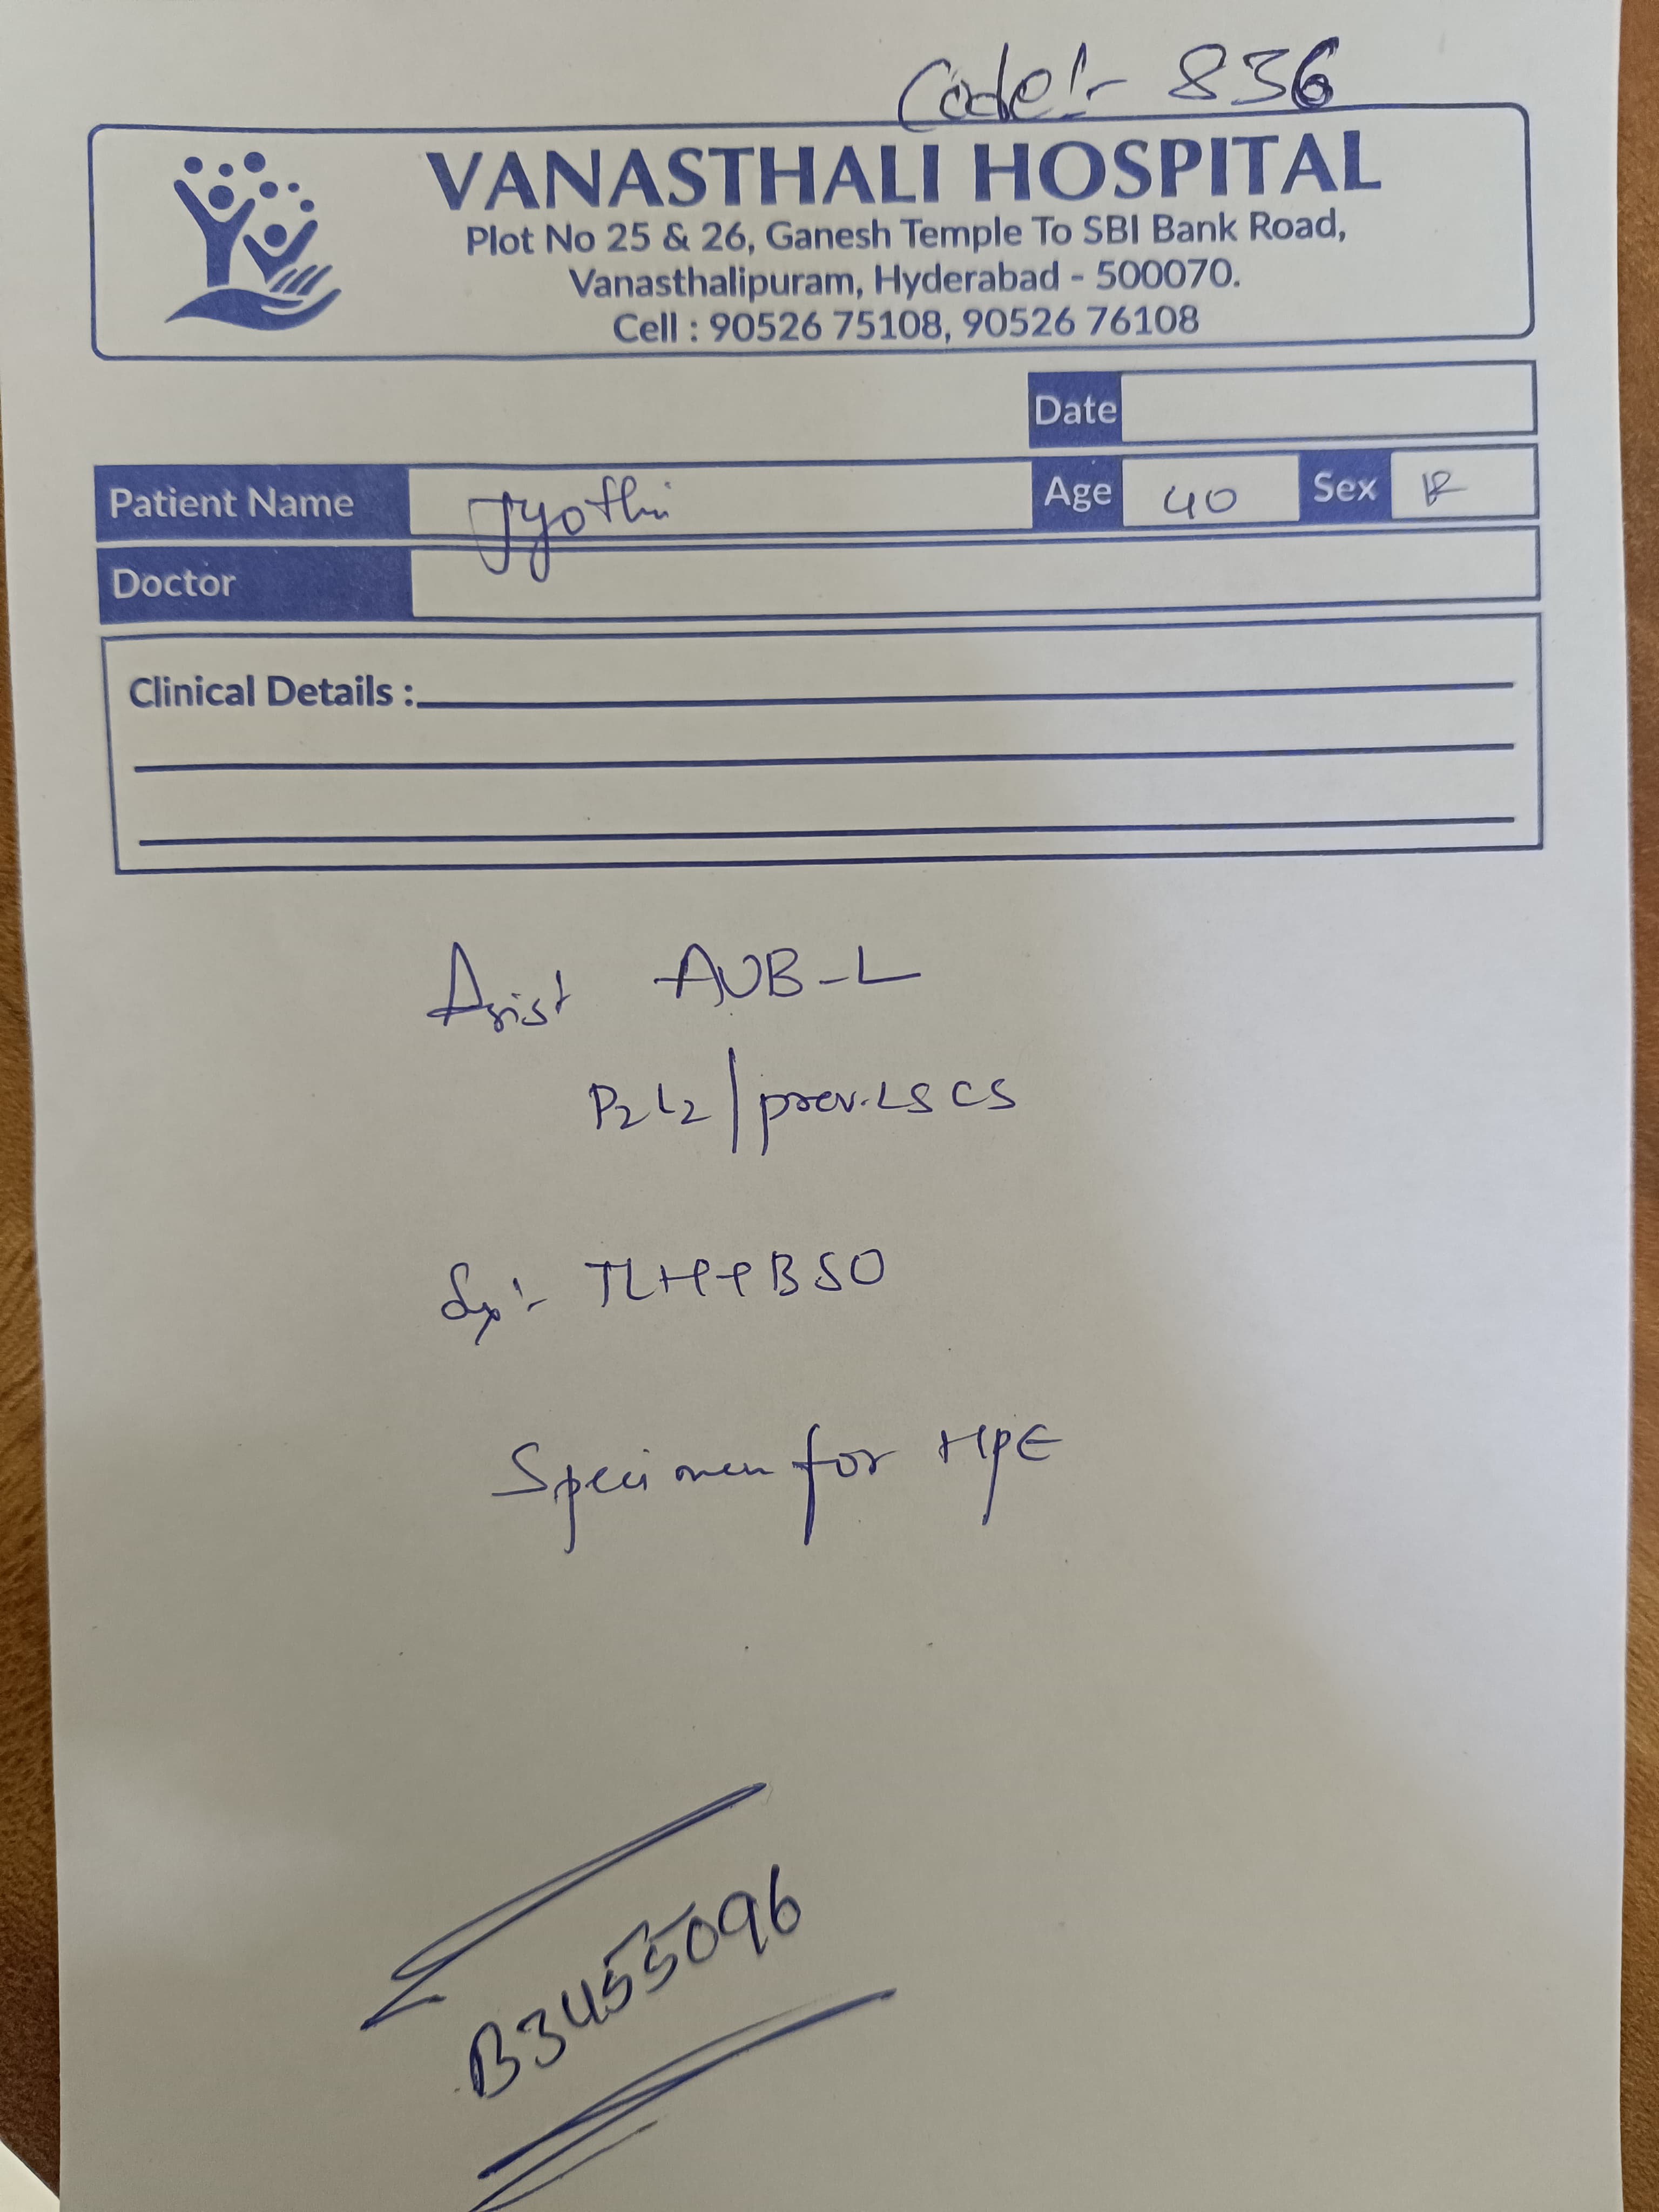 Code:- 836
VANASTHALI HOSPITAL
Plot No 25 & 26, Ganesh Temple To SBI Bank Road,
Vanasthalipuram, Hyderabad - 500070.
Cell : 90526 75108, 90526 76108
Date
Patient Name Jyothi Age 40 Sex F
Doctor
Clinical Details :
AUB-L
P2L2 | prev.LSCS
TLH+BSO
Specimen for HPE
B3455096